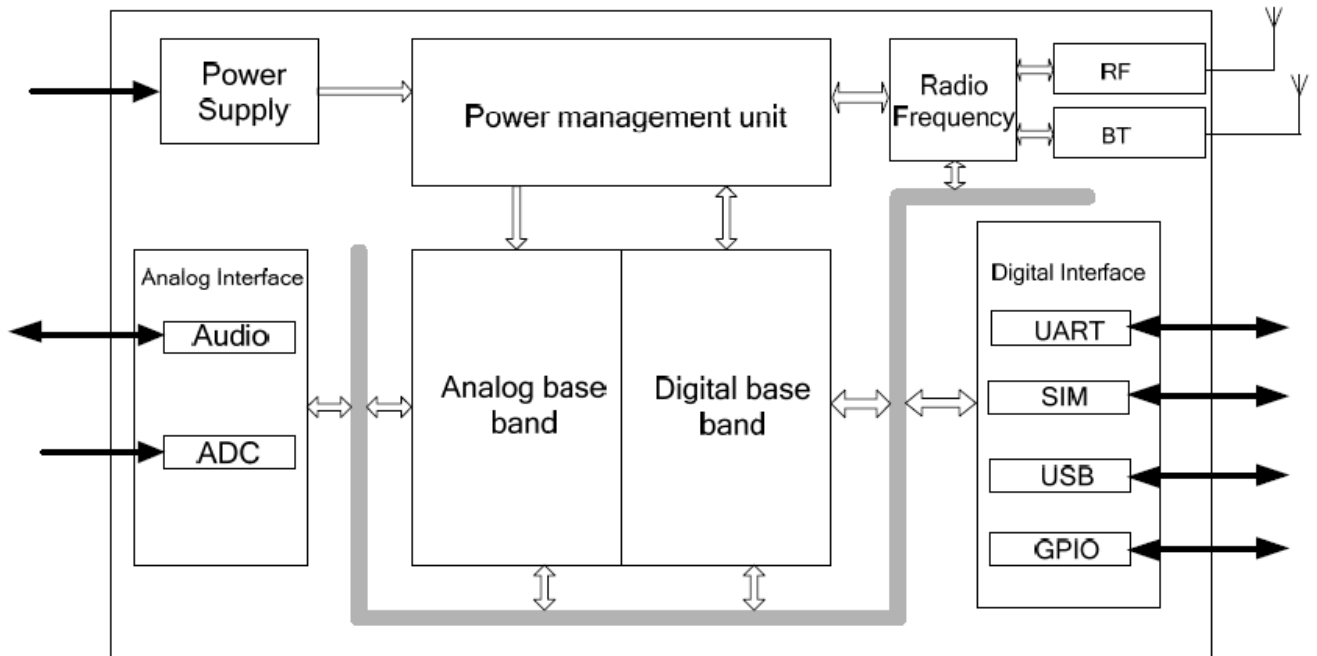 Power
Supply
Power management unit
Radio
Frequency
RF
BT
Analog Interface
Audio
ADC
Analog base
band
Digital base
band
Digital Interface
UART
SIM
USB
GPIO